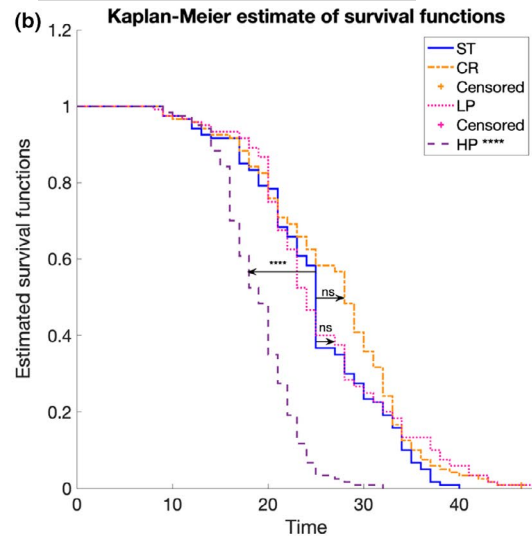 (b)
Kaplan-Meier estimate of survival functions
1.2
1
0.8
0.6
0.4
0.2
0
Estimated survival functions
0
10
20
30
40
Time
ST
CR
Censored
LP
Censored
HP ****
****
ns
ns